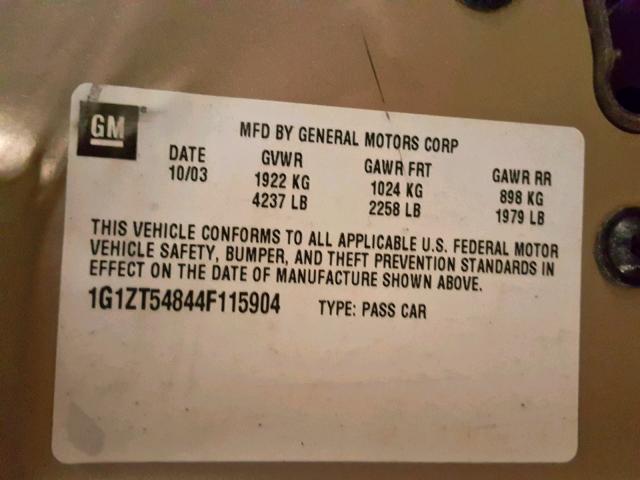 GM
MFD BY GENERAL MOTORS CORP
DATE GVWR GAWR FRT GAWR RR
10/03 1922 KG 1024 KG 898 KG
4237 LB 2258 LB 1979 LB
THIS VEHICLE CONFORMS TO ALL APPLICABLE U.S. FEDERAL MOTOR
VEHICLE SAFETY, BUMPER, AND THEFT PREVENTION STANDARDS IN
EFFECT ON THE DATE OF MANUFACTURE SHOWN ABOVE.
1G1ZT54844F115904 TYPE: PASS CAR